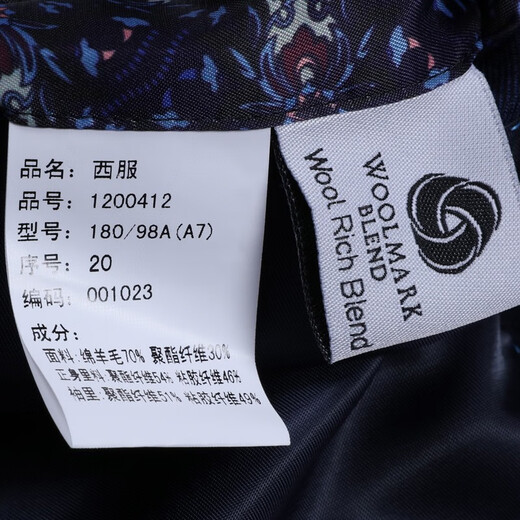 品名：西服
品号：1200412
型号：180/98A(A7)
序号：20
编码：001023
成分：
面料：绵羊毛70% 聚酯纤维30%
正身里料：聚酯纤维54% 粘胶纤维46%
袖里：聚酯纤维51% 粘胶纤维49%
WOOLMARK
BLEND
Wool Rich Blend